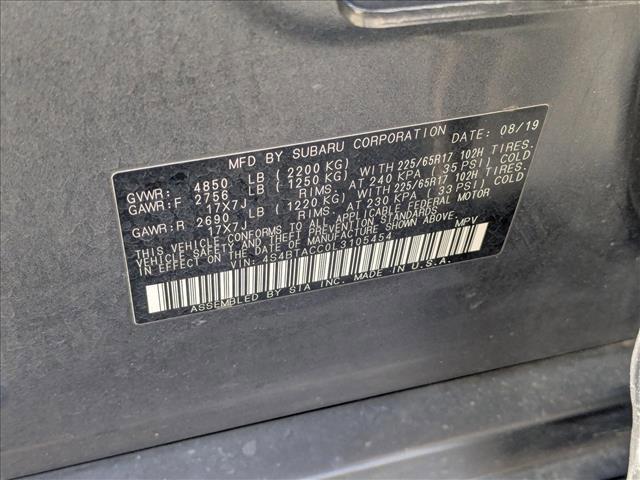 MFD BY SUBARU CORPORATION DATE: 08/19
GVWR: 4850 LB (2200 KG)
GAWR:F 2756 LB (1250 KG) WITH 225/65R17 102H TIRES.
17X7J RIMS. AT 240 KPA (35 PSI) COLD
GAWR:R 2690 LB (1220 KG) WITH 225/65R17 102H TIRES.
17X7J RIMS. AT 230 KPA (33 PSI) COLD
THIS VEHICLE CONFORMS TO ALL APPLICABLE FEDERAL MOTOR
VEHICLE SAFETY AND THEFT PREVENTION STANDARDS
IN EFFECT ON THE DATE OF MANUFACTURE SHOWN ABOVE.
VIN: 4S4BTACC0L3105454 MPV
ASSEMBLED BY SIA INC. MADE IN U.S.A.